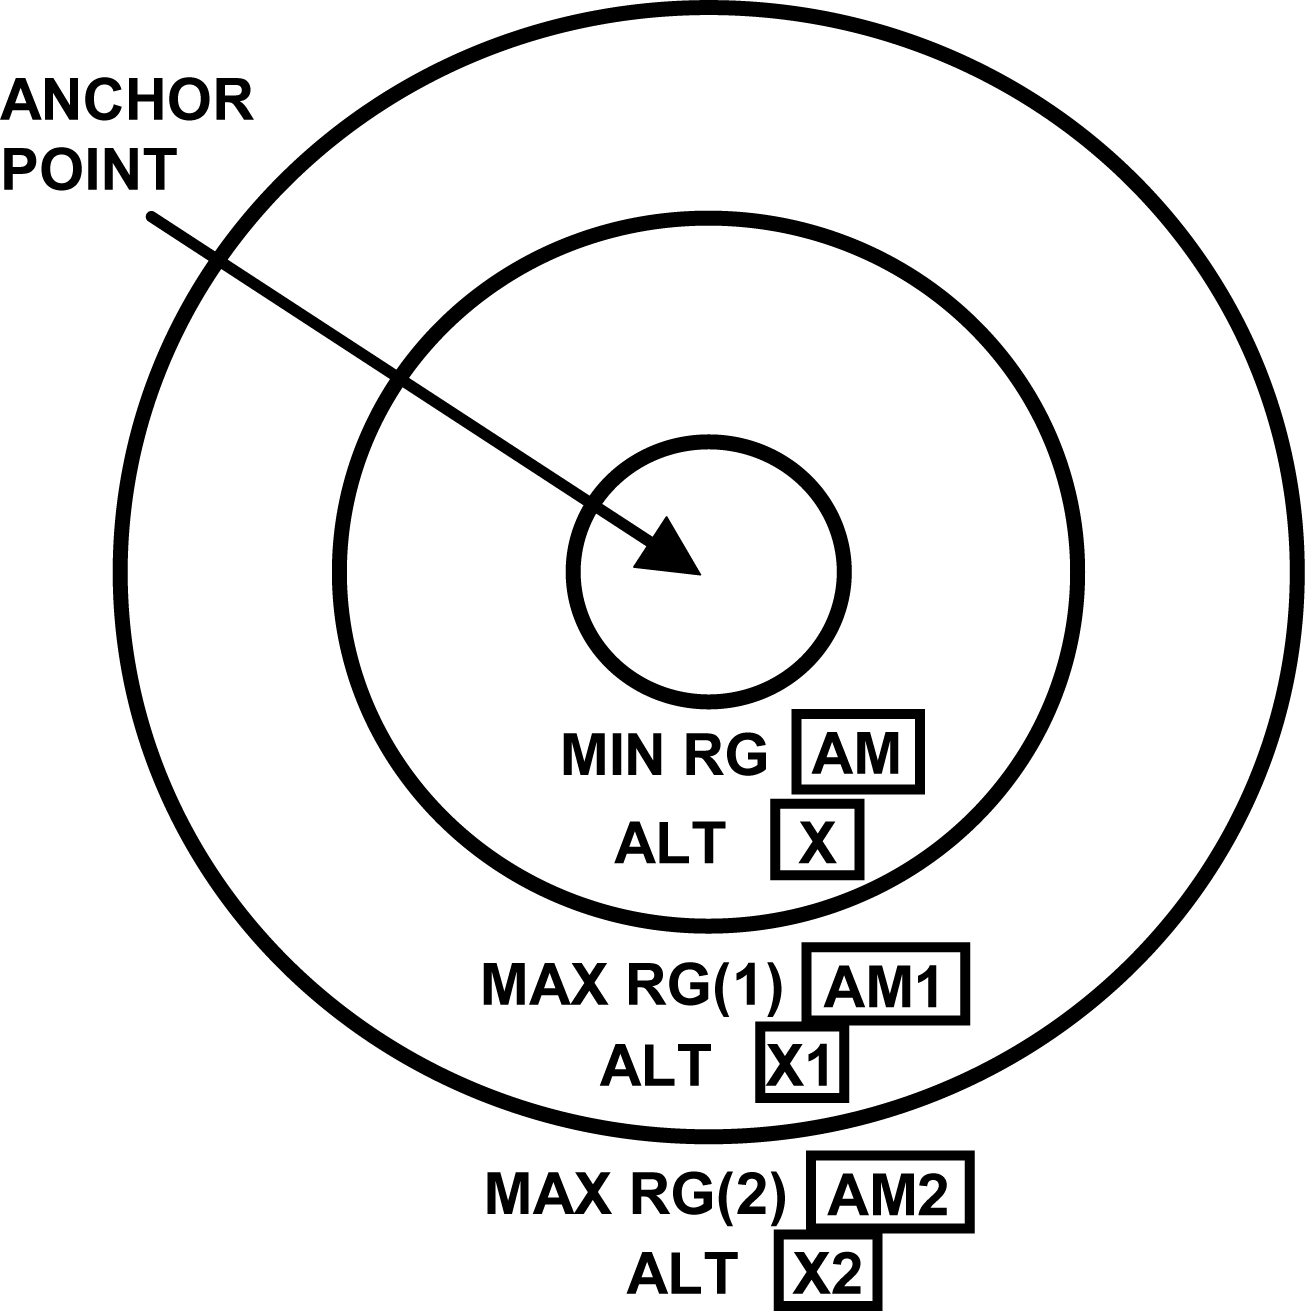 ANCHOR
POINT
MIN RG AM
ALT X
MAX RG(1) AM1
ALT X1
MAX RG(2) AM2
ALT X2